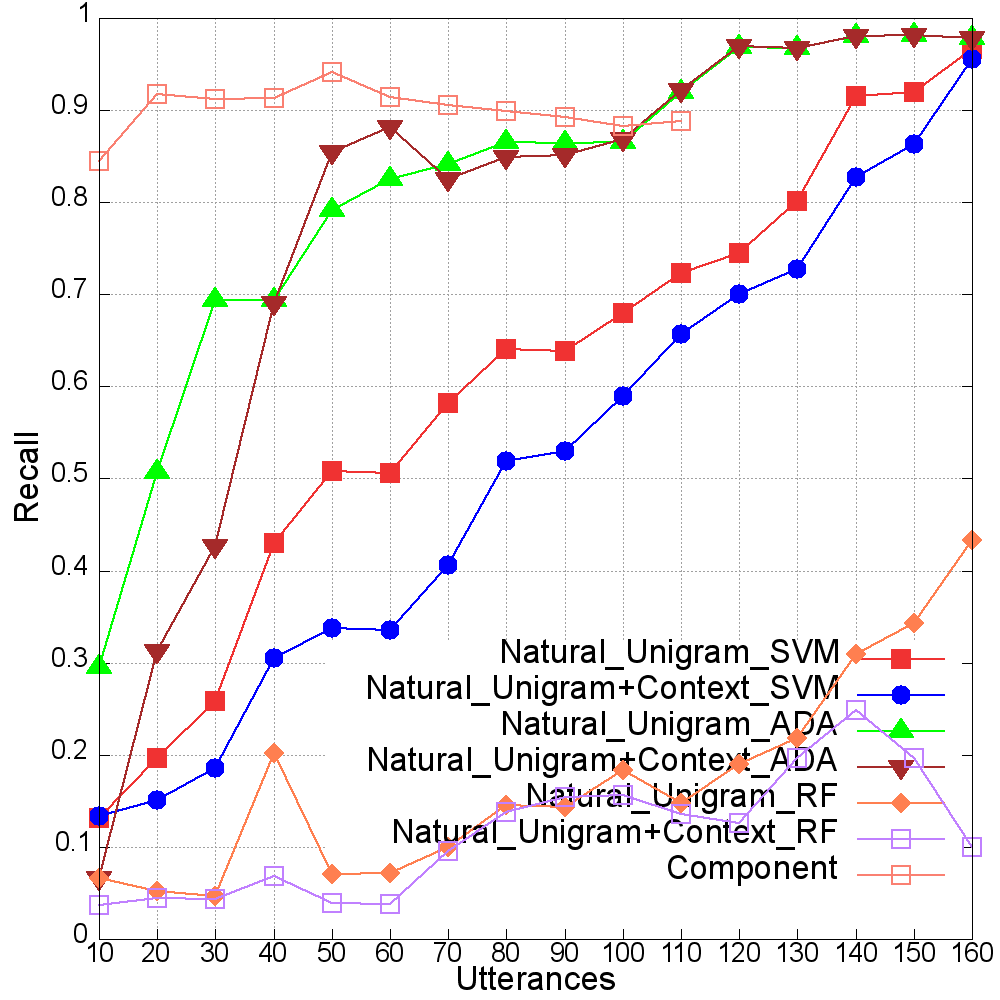 1
0.9
0.8
0.7
0.6
0.5
0.4
0.3
0.2
0.1
0
Recall
Natural_Unigram_SVM
Natural_Unigram+Context_SVM
Natural_Unigram_ADA
Natural_Unigram+Context_ADA
Natural_Unigram_RF
Natural_Unigram+Context_RF
Component
10 20 30 40 50 60 70 80 90 100 110 120 130 140 150 160
Utterances